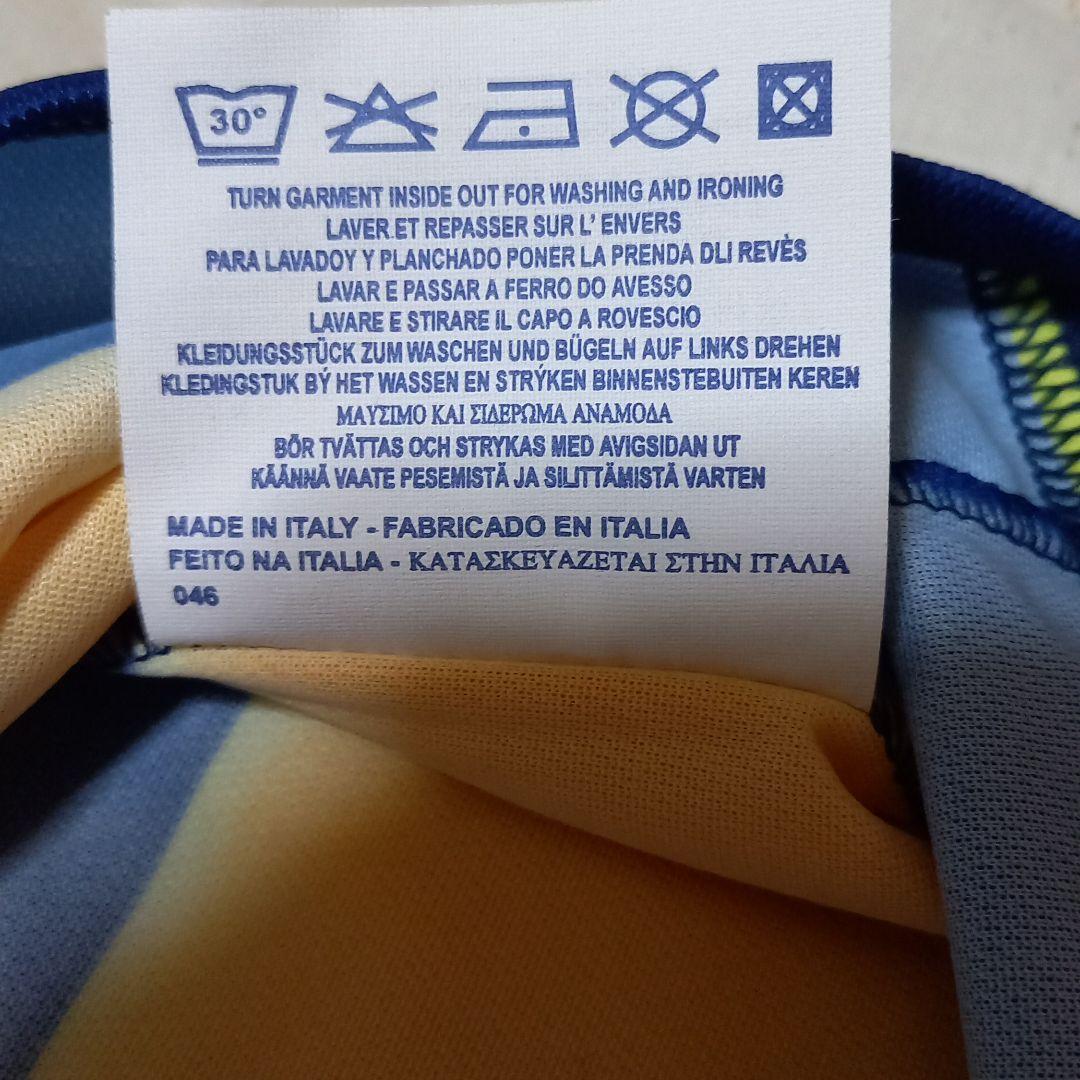 30°
TURN GARMENT INSIDE OUT FOR WASHING AND IRONING
LAVER ET REPASSER SUR L' ENVERS
PARA LAVADOY Y PLANCHADO PONER LA PRENDA DLI REVÈS
LAVAR E PASSAR A FERRO DO AVESSO
LAVARE E STIRARE IL CAPO A ROVESCIO
KLEIDUNGSSTÜCK ZUM WASCHEN UND BÜGELN AUF LINKS DREHEN
KLEDINGSTUK BÝ HET WASSEN EN STRÝKEN BINNENSTEBUITEN KEREN
ΜΑΥΣΙΜΟ ΚΑΙ ΣΙΔΕΡΩΜΑ ΑΝΑΜΟΔΑ
BÖR TVÄTTAS OCH STRYKAS MED AVIGSIDAN UT
KÄÄNNÄ VAATE PESEMISTÄ JA SILITTÄMISTÄ VARTEN
MADE IN ITALY - FABRICADO EN ITALIA
FEITO NA ITALIA - ΚΑΤΑΣΚΕΥΑΖΕΤΑΙ ΣΤΗΝ ΙΤΑΛΙΑ
046